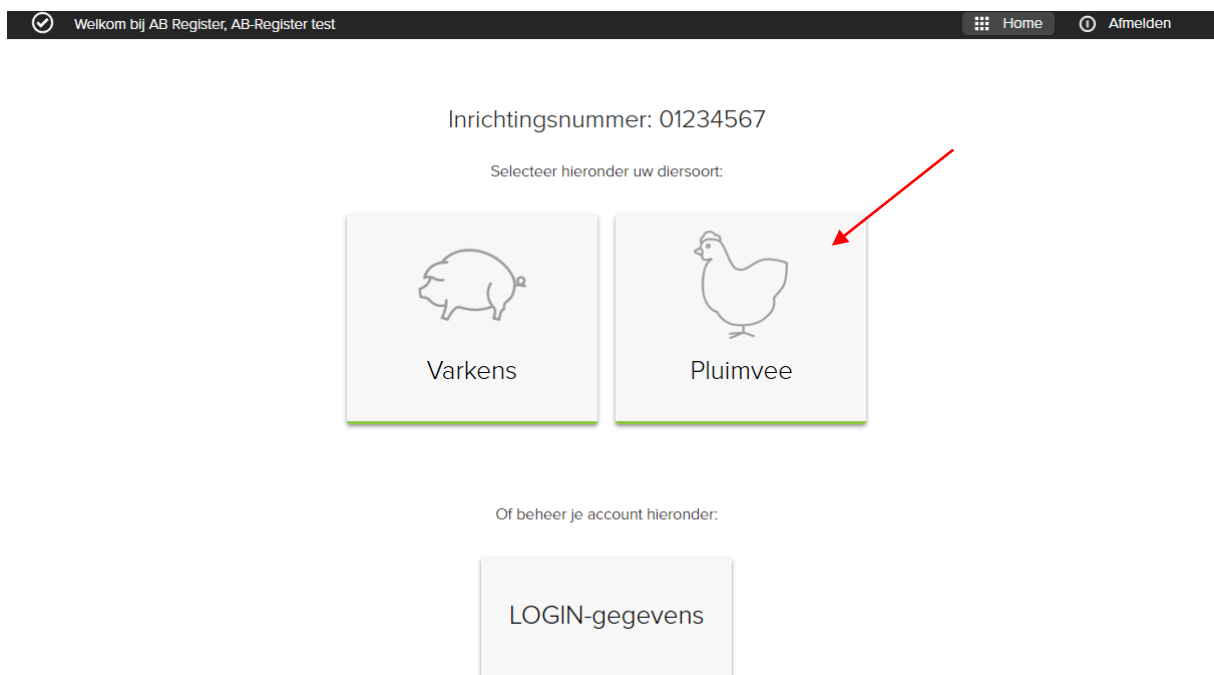 Welkom bij AB Register, AB-Register test
Home
Afmelden
Inrichtingsnummer: 01234567
Selecteer hieronder uw diersoort:
Varkens
Pluimvee
Of beheer je account hieronder:
LOGIN-gegevens